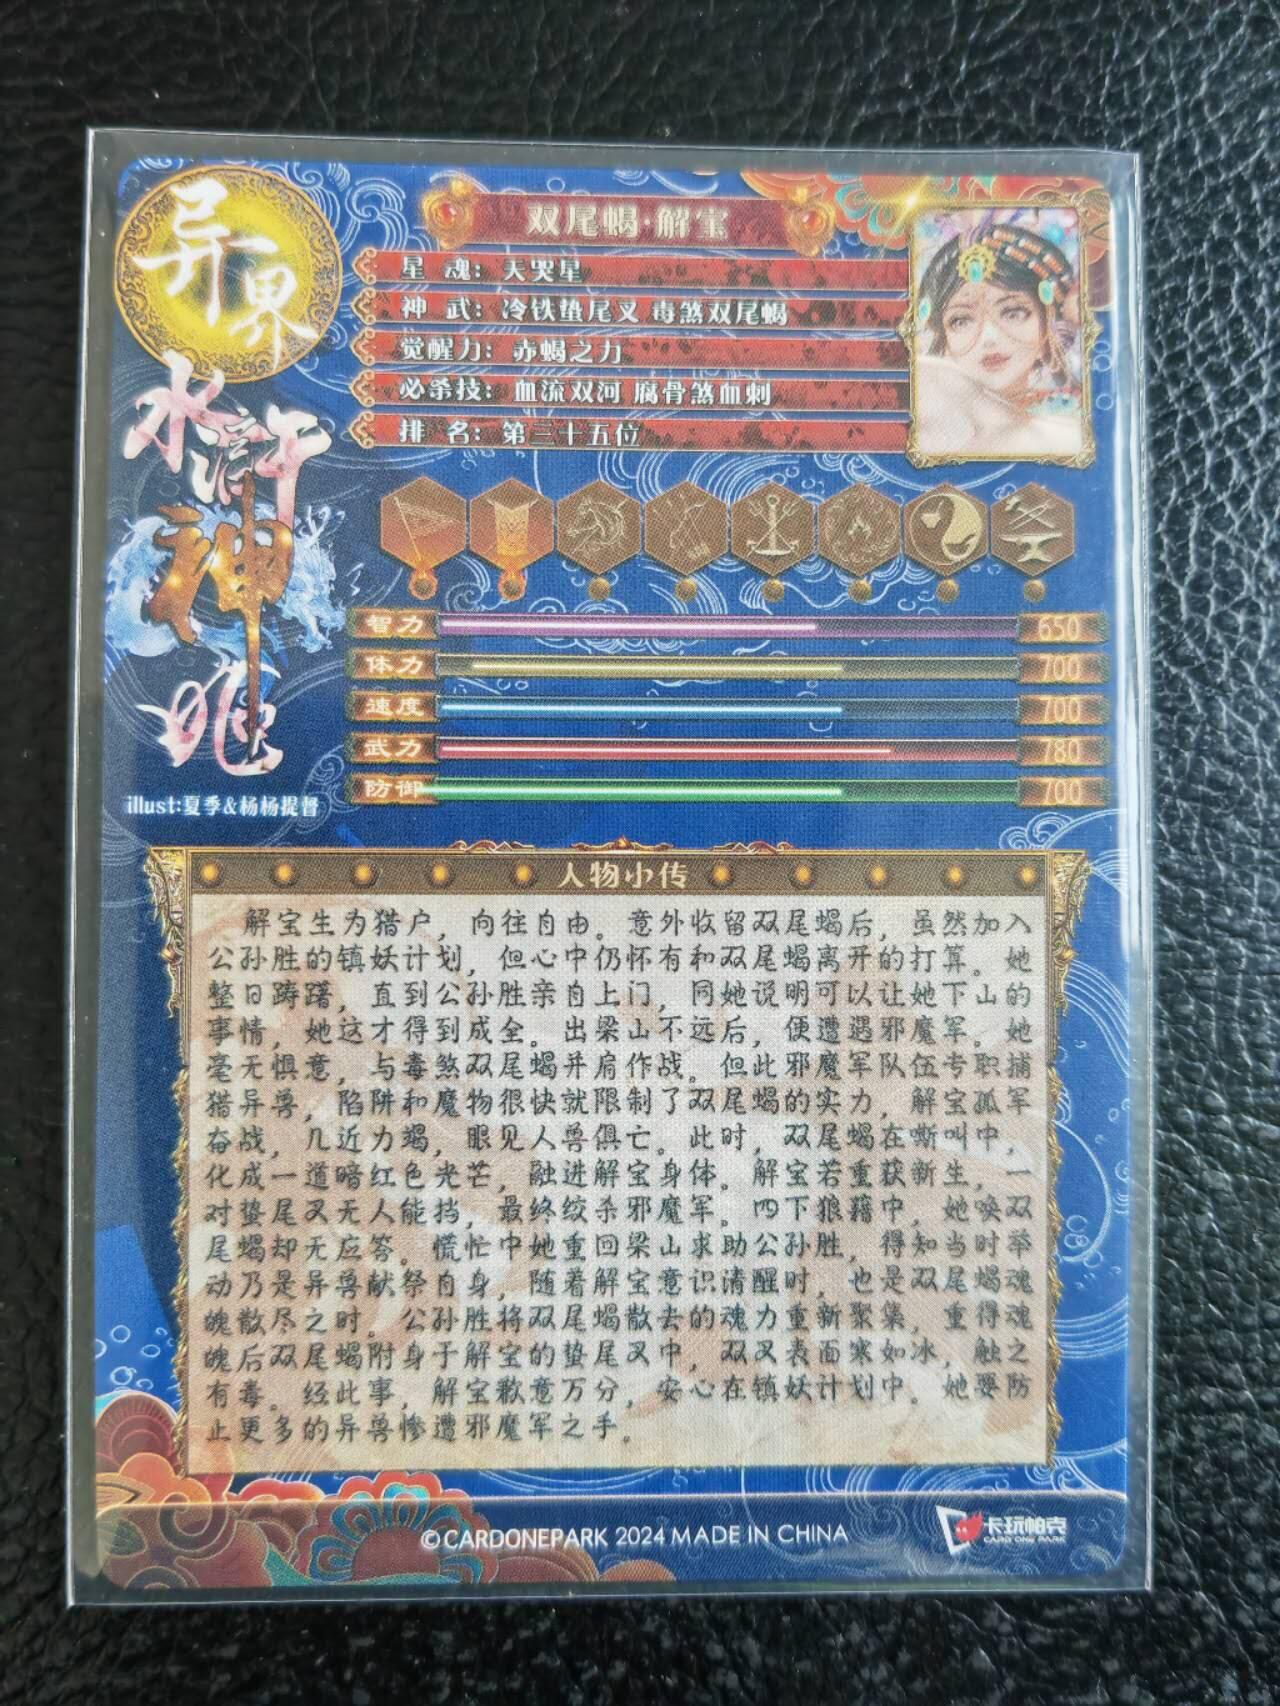 异界
水浒
神
姬
illust:夏季&杨杨提督
双尾蝎·解宝
星 魂：天哭星
神 武：冷铁蛰尾叉 毒煞双尾蝎
觉醒力：赤蝎之力
必杀技：血流双河 腐骨煞血刺
排 名：第三十五位
智力 650
体力 700
速度 700
武力 780
防御 700
人物小传
解宝生为猎户，向往自由。意外收留双尾蝎后，虽然加入
公孙胜的镇妖计划，但心中仍怀有和双尾蝎离开的打算。她
整日踌躇，直到公孙胜亲自上门，同她说明可以让她下山的
事情，她这才得到成全。出梁山不远后，便遭遇邪魔军。她
毫无惧意，与毒煞双尾蝎并肩作战。但此邪魔军队伍专职捕
猎异兽，陷阱和魔物很快就限制了双尾蝎的实力，解宝孤军
奋战，几近力竭，眼见人兽俱亡。此时，双尾蝎在嘶叫中，
化成一道暗红色光芒，融进解宝身体。解宝若重获新生，一
对蛰尾叉无人能挡，最终绞杀邪魔军。四下狼藉中，她唤双
尾蝎却无应答。慌忙中她重回梁山求助公孙胜，得知当时举
动乃是异兽献祭自身，随着解宝意识清醒时，也是双尾蝎魂
魄散尽之时。公孙胜将双尾蝎散去的魂力重新聚集，重得魂
魄后双尾蝎附身于解宝的蛰尾叉中，双叉表面寒如冰，触之
有毒。经此事，解宝歉意万分，安心在镇妖计划中。她要防
止更多的异兽惨遭邪魔军之手。
©CARDONEPARK 2024 MADE IN CHINA
卡玩帕克
CARD ONE PARK